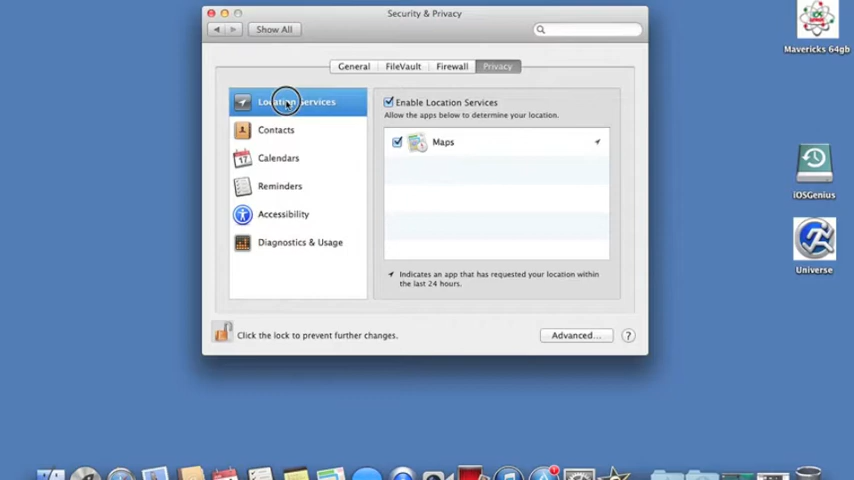 Security & Privacy
Show All
Mavericks 64gb
General
FileVault
Firewall
Privacy
Location Services
Contacts
17
Calendars
Reminders
Accessibility
Diagnostics & Usage
Enable Location Services
Allow the apps below to determine your location.
Maps
Indicates an app that has requested your location within
the last 24 hours.
iOSGenius
Universe
Click the lock to prevent further changes.
Advanced...
?